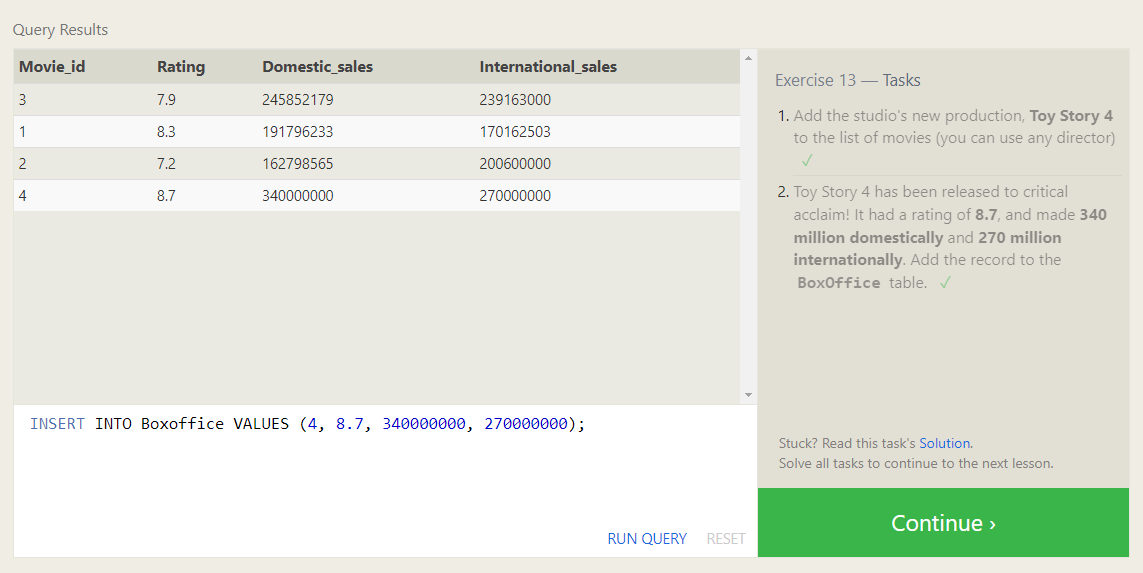 Query Results
Movie_id Rating Domestic_sales International_sales
3 7.9 245852179 239163000
1 8.3 191796233 170162503
2 7.2 162798565 200600000
4 8.7 340000000 270000000
INSERT INTO Boxoffice VALUES (4, 8.7, 340000000, 270000000);
RUN QUERY RESET
Exercise 13 — Tasks
1. Add the studio's new production, Toy Story 4
to the list of movies (you can use any director)
✓
2. Toy Story 4 has been released to critical
acclaim! It had a rating of 8.7, and made 340
million domestically and 270 million
internationally. Add the record to the
BoxOffice table. ✓
Stuck? Read this task's Solution.
Solve all tasks to continue to the next lesson.
Continue ›